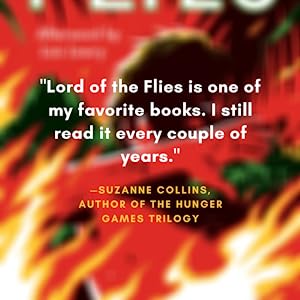 "Lord of the Flies is one of
my favorite books. I still
read it every couple of
years."
—SUZANNE COLLINS,
AUTHOR OF THE HUNGER
GAMES TRILOGY